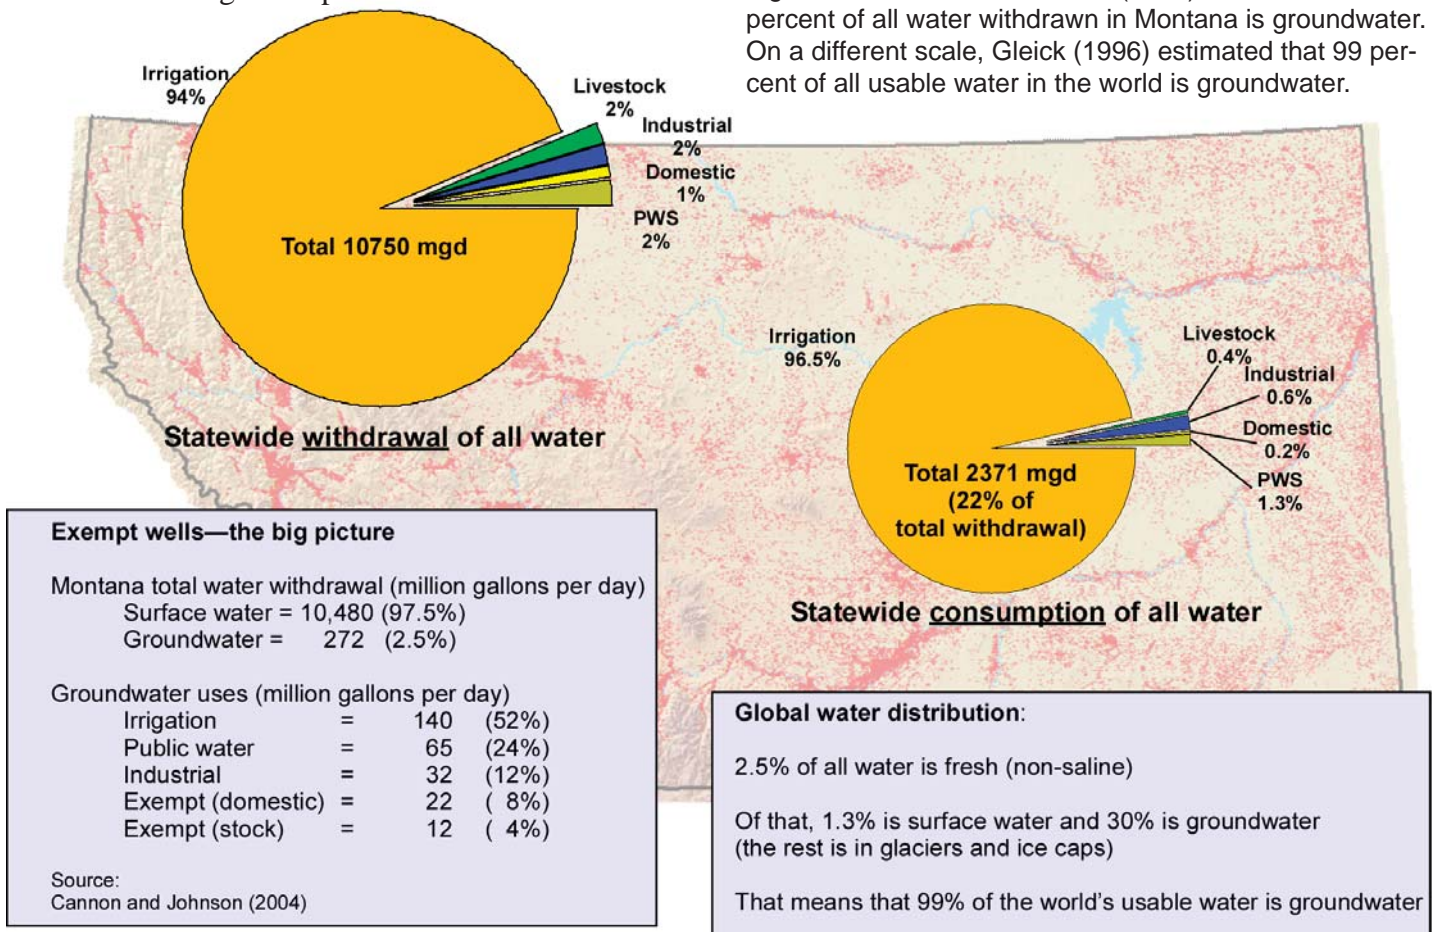 percent of all water withdrawn in Montana is groundwater.
On a different scale, Gleick (1996) estimated that 99 per-
cent of all usable water in the world is groundwater.
Irrigation
94%
Livestock
2%
Industrial
2%
Domestic
1%
PWS
2%
Total 10750 mgd
Statewide withdrawal of all water
Irrigation
96.5%
Livestock
0.4%
Industrial
0.6%
Domestic
0.2%
PWS
1.3%
Total 2371 mgd
(22% of
total withdrawal)
Statewide consumption of all water
Exempt wells—the big picture
Montana total water withdrawal (million gallons per day)
Surface water = 10,480 (97.5%)
Groundwater = 272 (2.5%)
Groundwater uses (million gallons per day)
Irrigation = 140 (52%)
Public water = 65 (24%)
Industrial = 32 (12%)
Exempt (domestic) = 22 ( 8%)
Exempt (stock) = 12 ( 4%)
Source:
Cannon and Johnson (2004)
Global water distribution:
2.5% of all water is fresh (non-saline)
Of that, 1.3% is surface water and 30% is groundwater
(the rest is in glaciers and ice caps)
That means that 99% of the world's usable water is groundwater